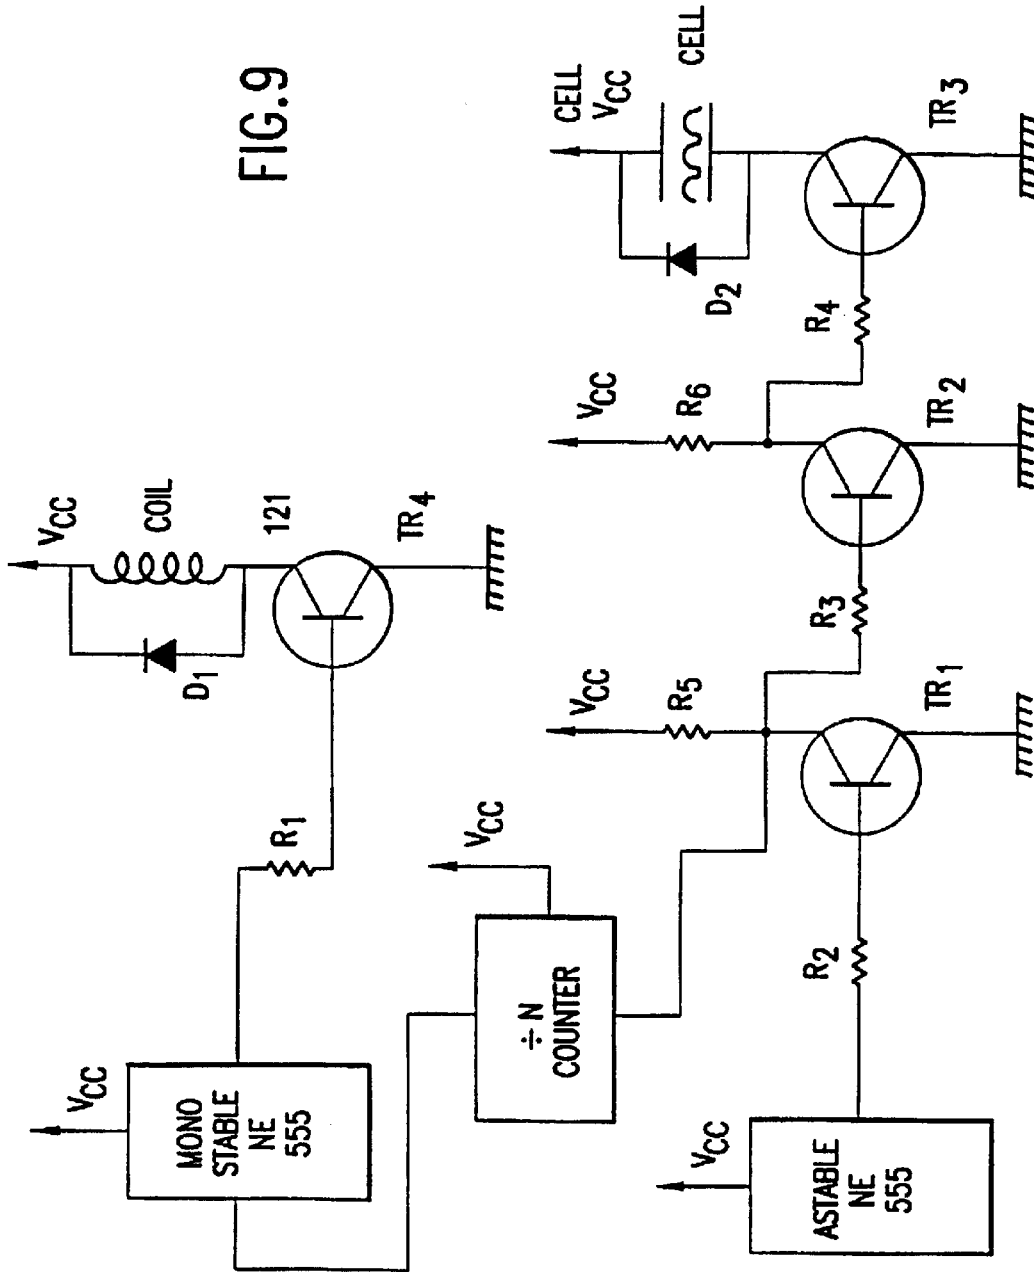 FIG.9
VCC
COIL
121
D1
TR4
R1
VCC
MONO
STABLE
NE
555
VCC
÷N
COUNTER
CELL
VCC
CELL
D2
TR3
R4
VCC
R6
TR2
R3
VCC
R5
TR1
R2
VCC
ASTABLE
NE
555